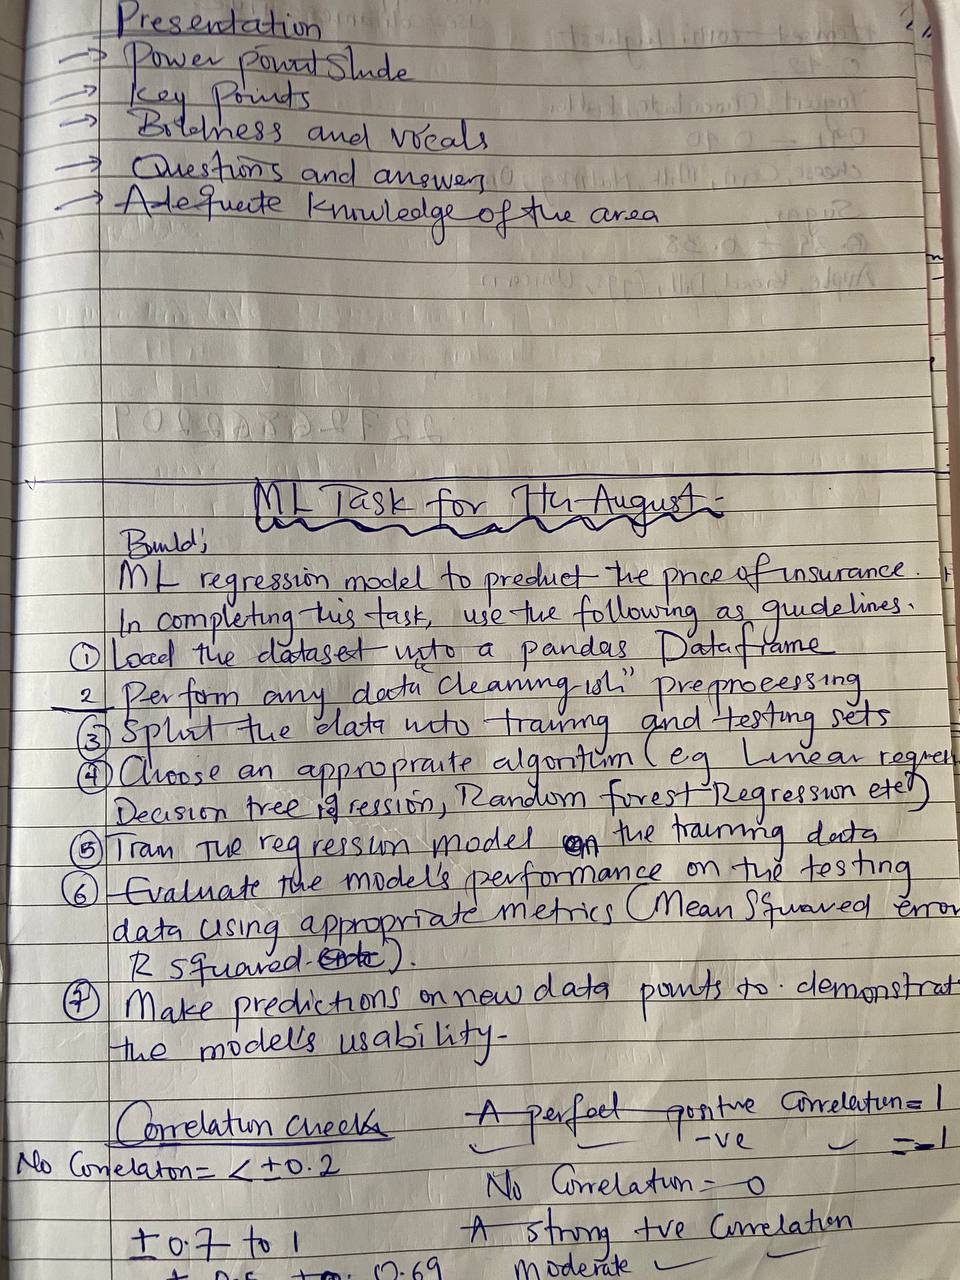 Presentation
→ Power point Slide
→ Key Points
→ Boldness and vocals
→ Questions and answers
→ Adequate Knowledge of the area
ML Task for 7th August:-
Build;
ML regression model to predict the price of insurance.
In completing this task, use the following as guidelines.
① Load the dataset into a pandas Dataframe
2 Perform any data "cleaning ish" preprocessing
③ Split the data into training and testing sets
④ Choose an appropraite algorithm (e.g Linear regren
Decision tree regression, Random forest Regression etc)
⑤ Train The regression model on the training data
⑥ Evaluate the model's performance on the testing
data using appropriate metrics (Mean Squared error
R squared etc).
⑦ Make predictions on new data points to demonstrat
the model's usability-
Correlation checks
A perfect positive Correlation = 1
-ve ✓ = -1
No Correlation = < ±0.2
No Correlation = 0
A strong +ve Correlation
±0.7 to 1
moderate
0.69